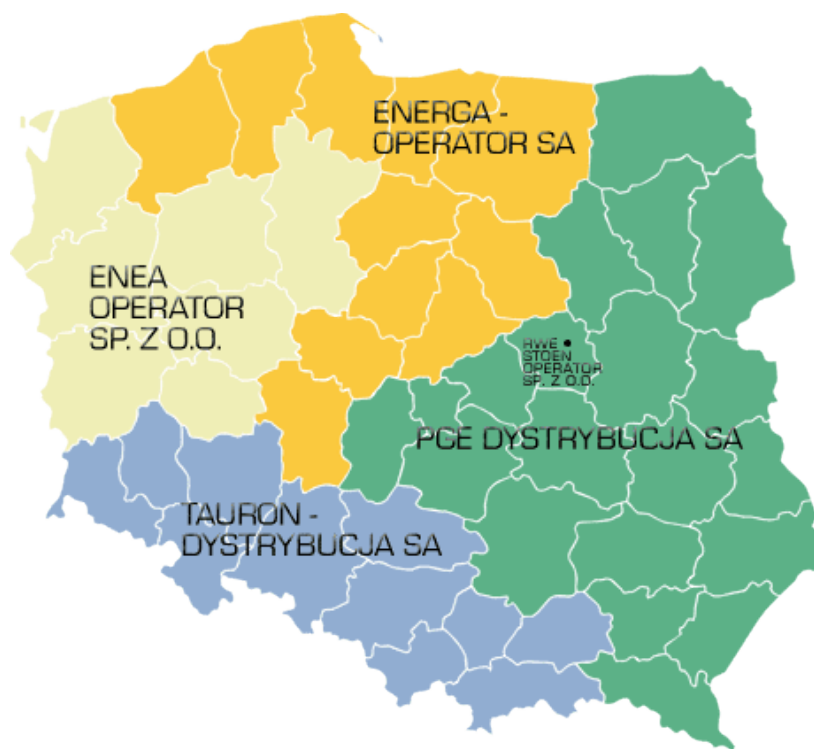 ENERGA -
OPERATOR SA
ENEA
OPERATOR
SP. Z O.O.
RWE
STOEN
OPERATOR
SP. Z O.O.
PGE DYSTRYBUCJA SA
TAURON -
DYSTRYBUCJA SA